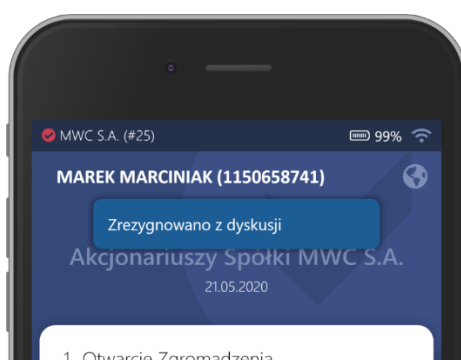 MWC S.A. (#25) 99%
MAREK MARCINIAK (1150658741)
Zrezygnowano z dyskusji
Akcjonariuszy Spółki MWC S.A.
21.05.2020
1. Otwarcie Zgromadzenia